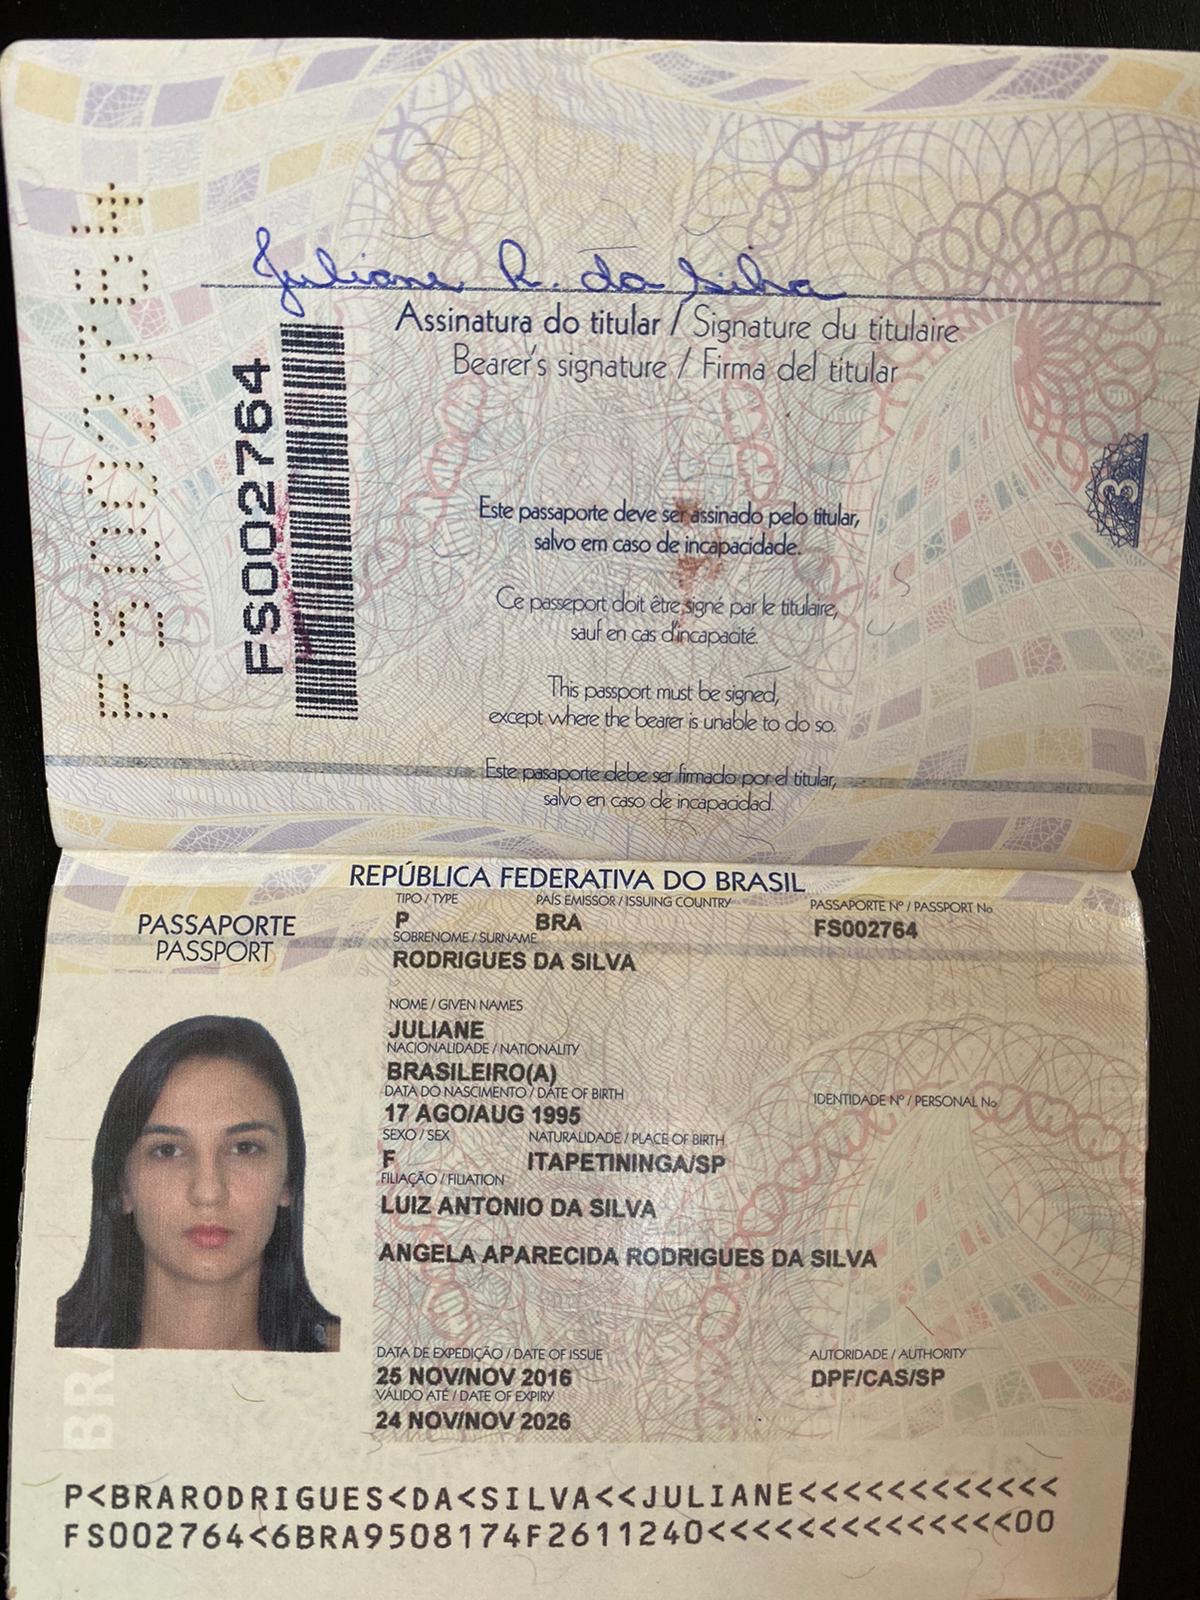 Juliane R. da Silva
Assinatura do titular / Signature du titulaire
Bearer's signature / Firma del titular
FS002764
FS002764
Este passaporte deve ser assinado pelo titular,
salvo em caso de incapacidade.
Ce passeport doit être signé par le titulaire,
sauf en cas d'incapacité.
This passport must be signed,
except where the bearer is unable to do so.
Este pasaporte debe ser firmado por el titular,
salvo en caso de incapacidad.
3
REPÚBLICA FEDERATIVA DO BRASIL
PASSAPORTE
PASSPORT
TIPO / TYPE PAÍS EMISSOR / ISSUING COUNTRY PASSAPORTE Nº / PASSPORT No
P BRA FS002764
SOBRENOME / SURNAME
RODRIGUES DA SILVA
NOME / GIVEN NAMES
JULIANE
NACIONALIDADE / NATIONALITY
BRASILEIRO(A)
DATA DO NASCIMENTO / DATE OF BIRTH IDENTIDADE Nº / PERSONAL No
17 AGO/AUG 1995
SEXO / SEX NATURALIDADE / PLACE OF BIRTH
F ITAPETININGA/SP
FILIAÇÃO / FILIATION
LUIZ ANTONIO DA SILVA
ANGELA APARECIDA RODRIGUES DA SILVA
DATA DE EXPEDIÇÃO / DATE OF ISSUE AUTORIDADE / AUTHORITY
25 NOV/NOV 2016 DPF/CAS/SP
VÁLIDO ATÉ / DATE OF EXPIRY
24 NOV/NOV 2026
BRA
P<BRARODRIGUES<DA<SILVA<<JULIANE<<<<<<<<<<<<
FS002764<6BRA9508174F2611240<<<<<<<<<<<<<<00